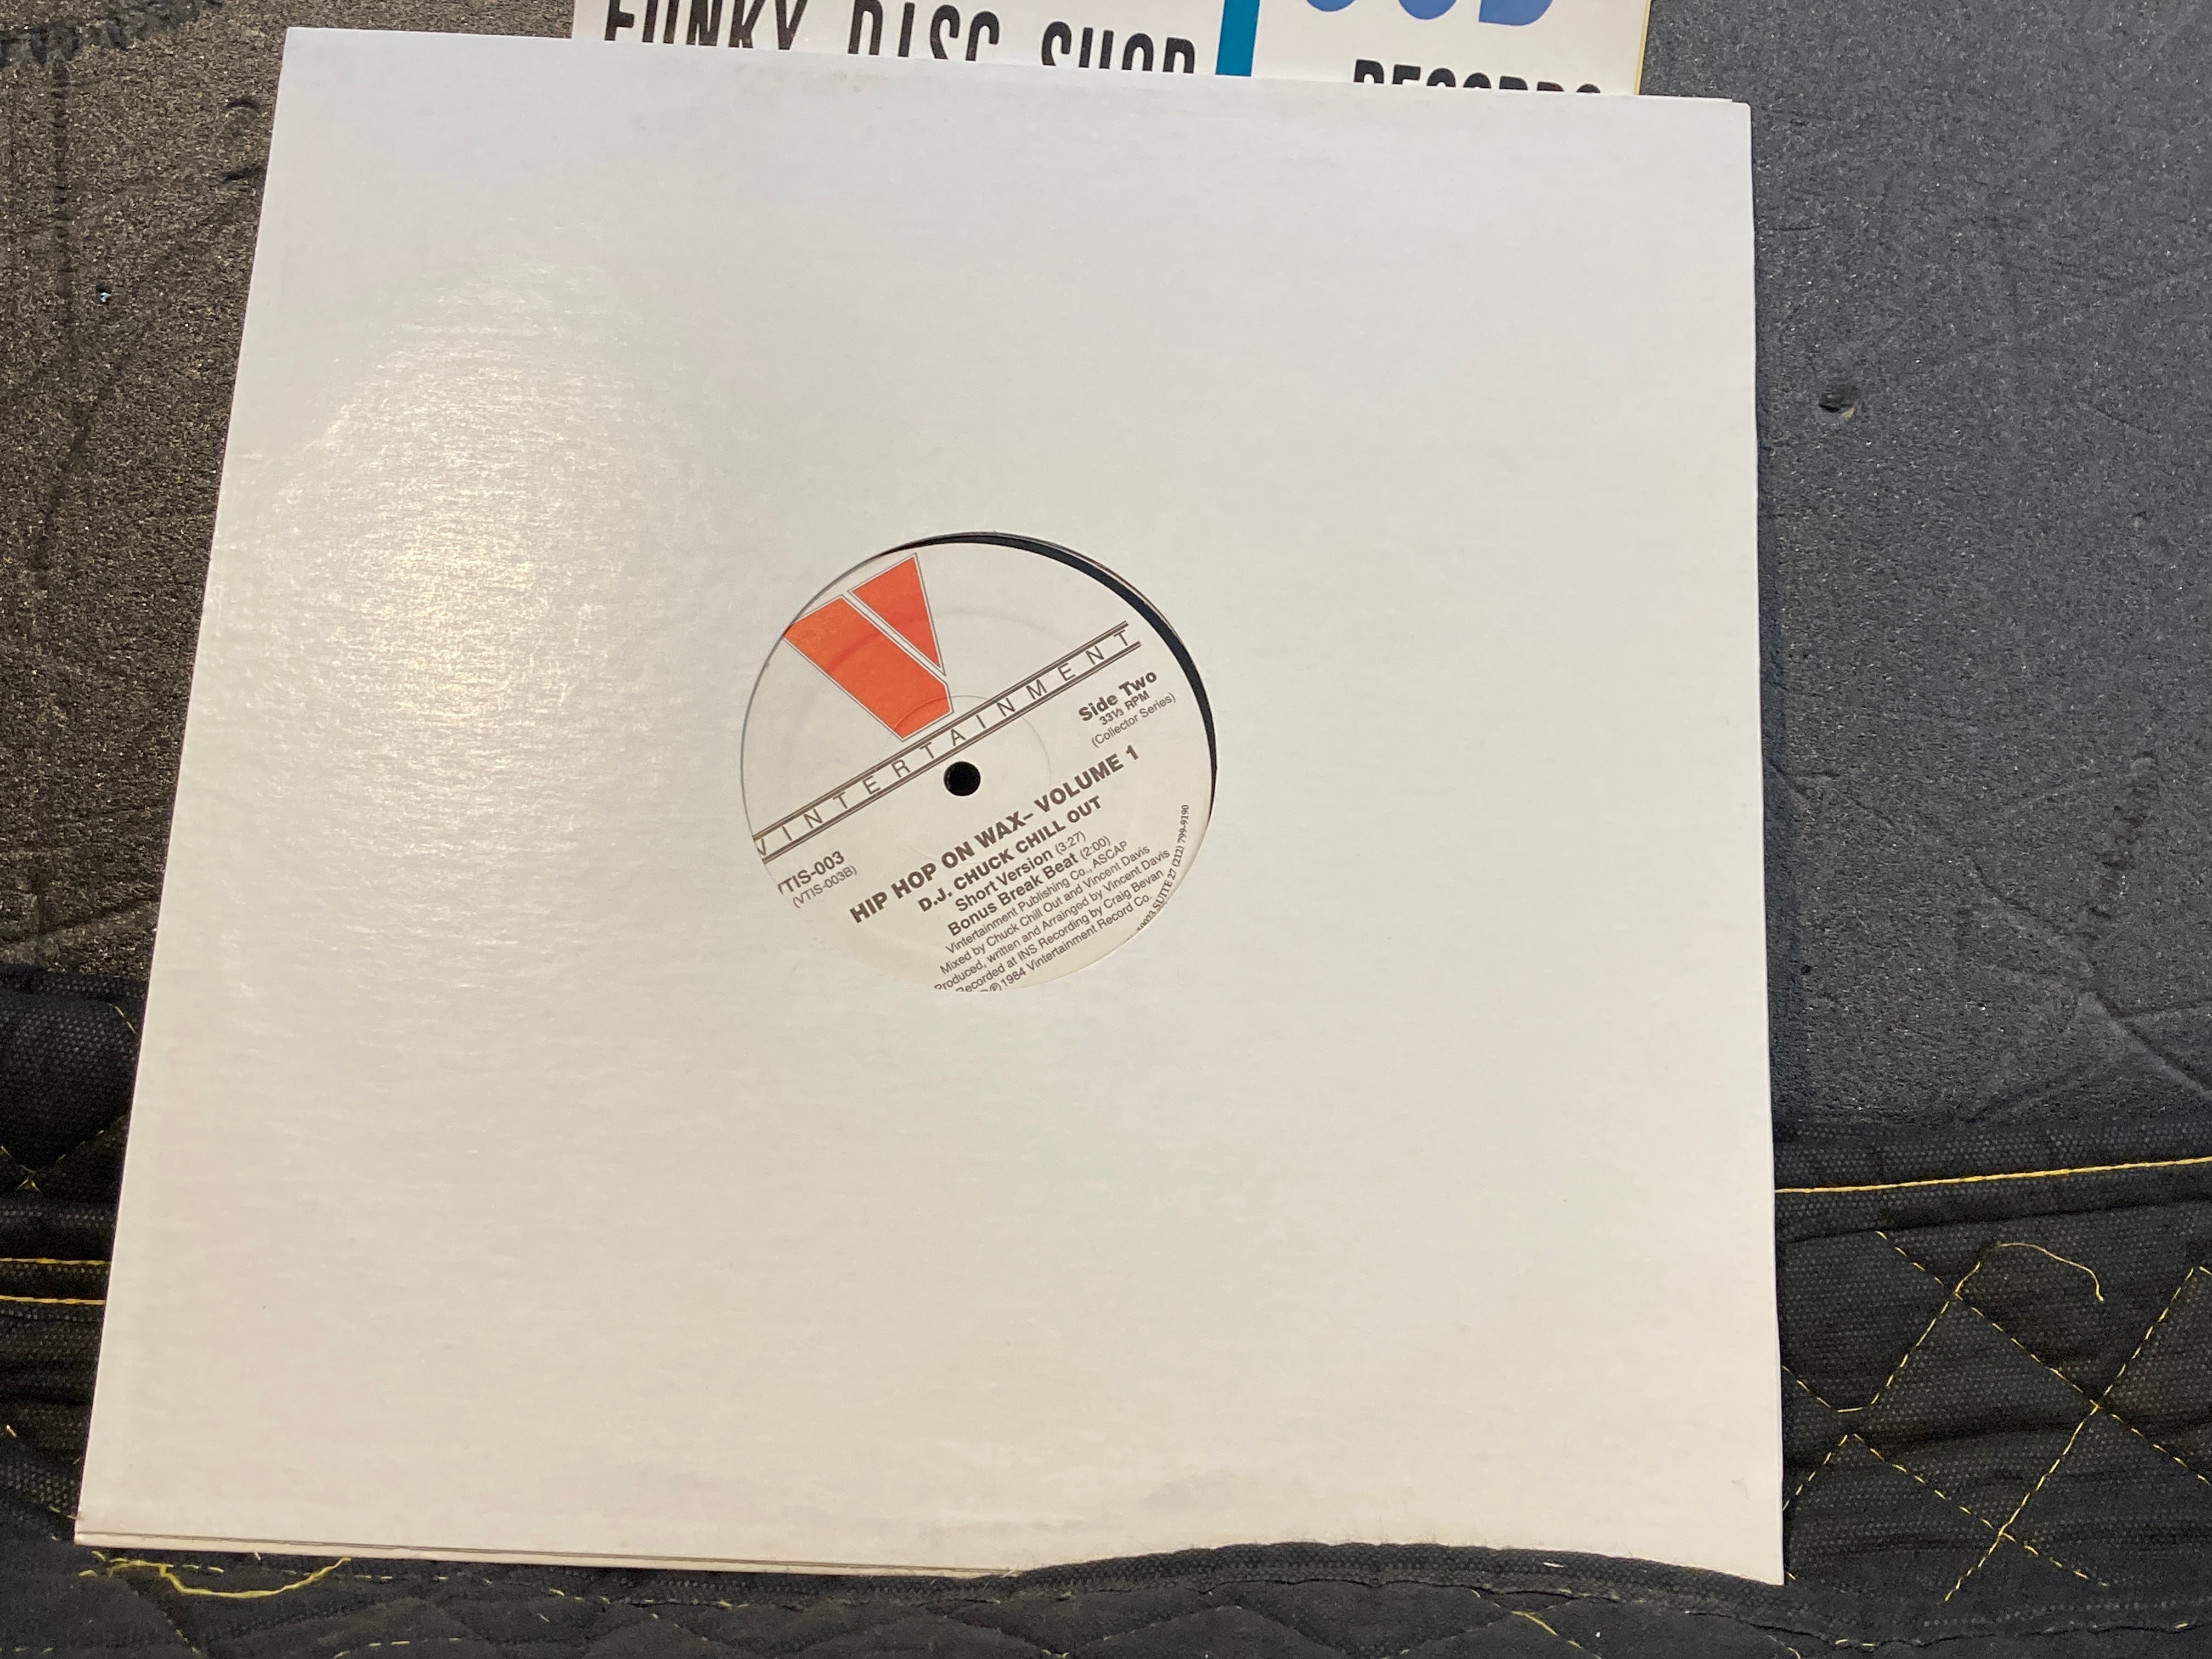 FUNKY DISC SHOP
RECORDS
VINTERTAINMENT
Side Two
33⅓ RPM
(Collector Series)
VTIS-003
(VTIS-003B)
HIP HOP ON WAX– VOLUME 1
D.J. CHUCK CHILL OUT
Short Version (3:27)
Bonus Break Beat (2:00)
Vintertainment Publishing Co., ASCAP
Mixed by Chuck Chill Out and Vincent Davis
Produced, written and Arrainged by Vincent Davis
Recorded at INS Recording by Craig Bevan
©℗ 1984 Vintertainment Record Co.
SUITE 27 (212) 799-9190